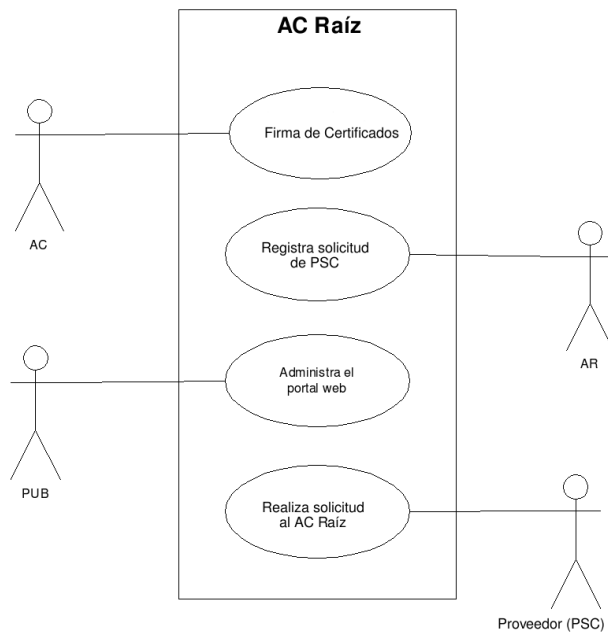 AC Raíz
Firma de Certificados
AC
Registra solicitud
de PSC
AR
Administra el
portal web
PUB
Realiza solicitud
al AC Raíz
Proveedor (PSC)